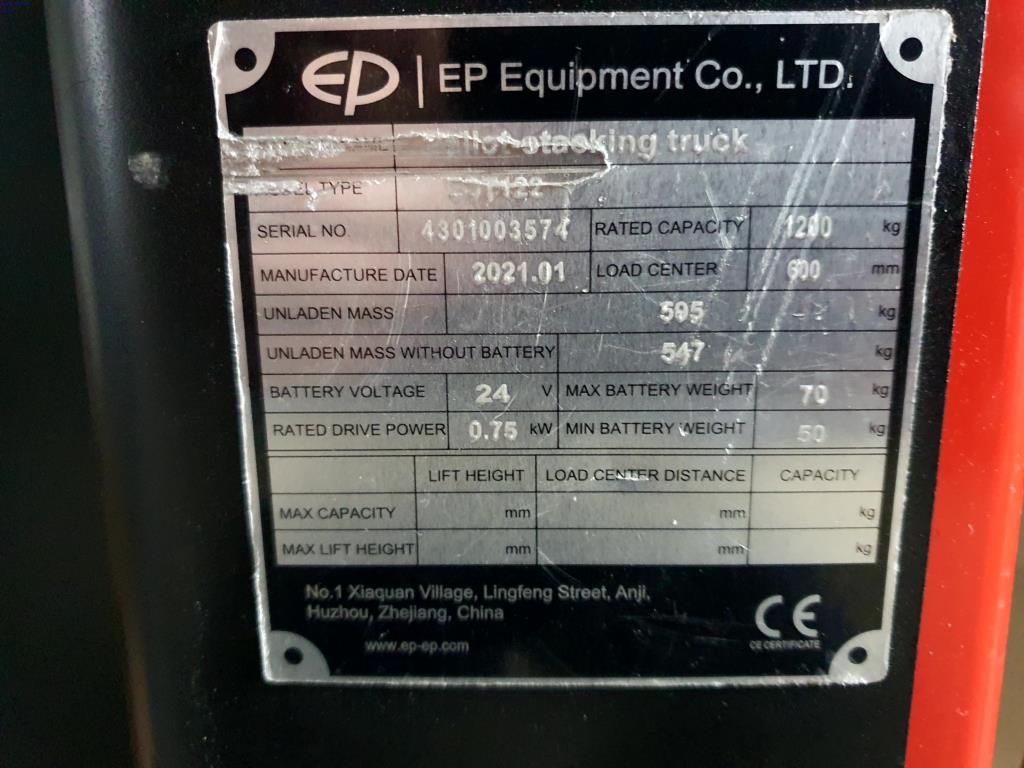 EP | EP Equipment Co., LTD.
stacking truck
TYPE
SERIAL NO. 4301003574 RATED CAPACITY 1200 kg
MANUFACTURE DATE 2021.01 LOAD CENTER 600 mm
UNLADEN MASS 595 kg
UNLADEN MASS WITHOUT BATTERY 547 kg
BATTERY VOLTAGE 24 V MAX BATTERY WEIGHT 70 kg
RATED DRIVE POWER 0.75 kW MIN BATTERY WEIGHT 50 kg
LIFT HEIGHT LOAD CENTER DISTANCE CAPACITY
MAX CAPACITY mm mm kg
MAX LIFT HEIGHT mm mm kg
No.1 Xiaquan Village, Lingfeng Street, Anji,
Huzhou, Zhejiang, China
www.ep-ep.com
CE
CE CERTIFICATE